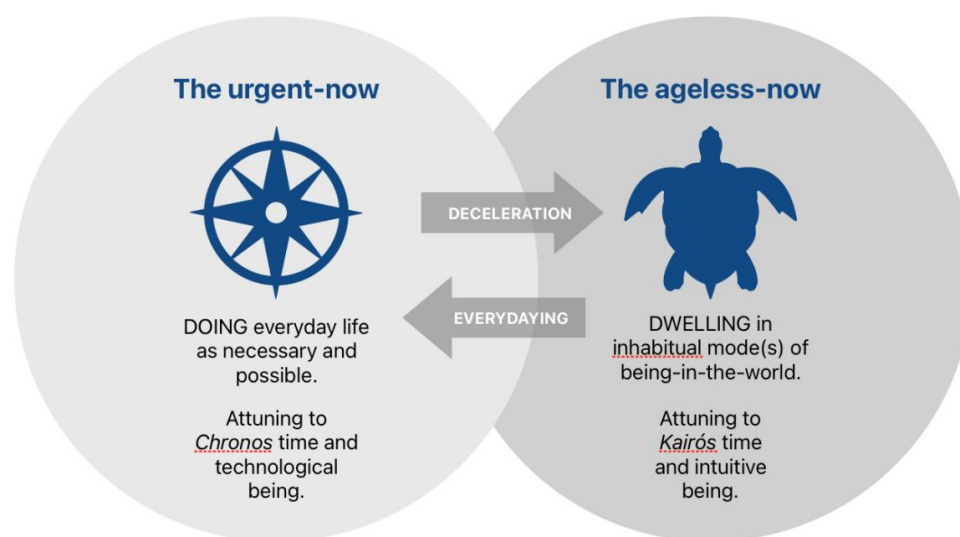 The urgent-now
The ageless-now
DECELERATION
EVERYDAYING
DOING everyday life
as necessary and
possible.
Attuning to
Chronos time and
technological
being.
DWELLING in
inhabitual mode(s) of
being-in-the-world.
Attuning to
Kairós time
and intuitive
being.